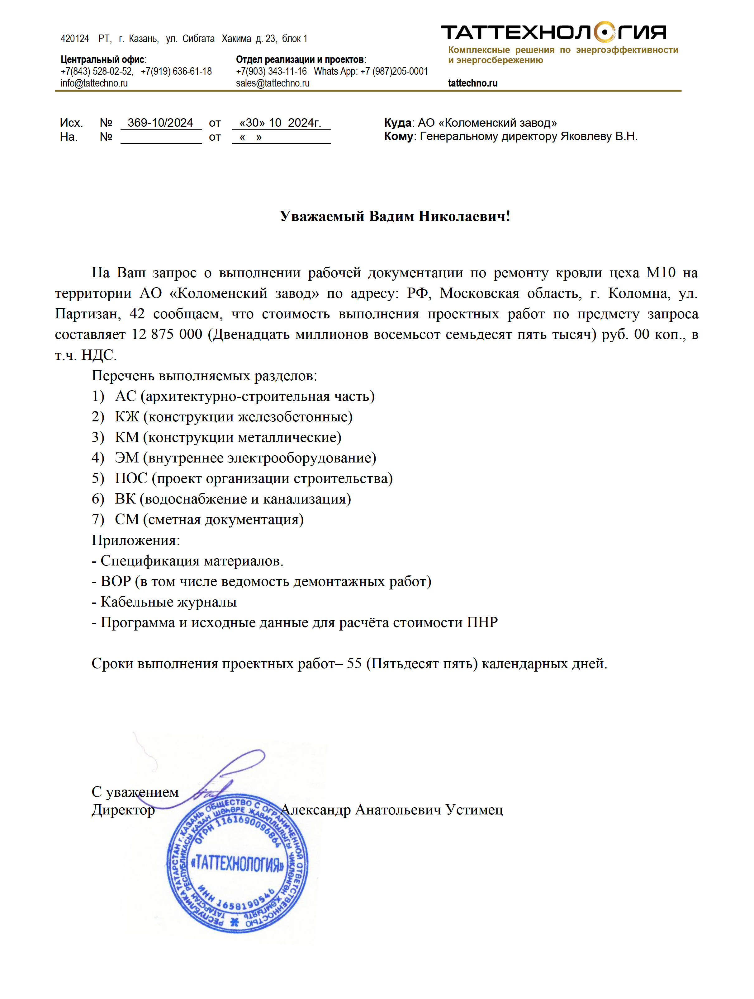 ТАТТЕХНОЛОГИЯ
Комплексные решения по энергоэффективности
и энергосбережению
420124 РТ, г. Казань, ул. Сибгата Хакима д. 23, блок 1
Центральный офис:
+7(843) 528-02-52, +7(919) 636-61-18
info@tattechno.ru
Отдел реализации и проектов:
+7(903) 343-11-16 Whats App: +7 (987)205-0001
sales@tattechno.ru
tattechno.ru
Исх. № 369-10/2024 от «30» 10 2024г.
На. № от « »
Куда: АО «Коломенский завод»
Кому: Генеральному директору Яковлеву В.Н.
Уважаемый Вадим Николаевич!
На Ваш запрос о выполнении рабочей документации по ремонту кровли цеха М10 на
территории АО «Коломенский завод» по адресу: РФ, Московская область, г. Коломна, ул.
Партизан, 42 сообщаем, что стоимость выполнения проектных работ по предмету запроса
составляет 12 875 000 (Двенадцать миллионов восемьсот семьдесят пять тысяч) руб. 00 коп., в
т.ч. НДС.
Перечень выполняемых разделов:
1) АС (архитектурно-строительная часть)
2) КЖ (конструкции железобетонные)
3) КМ (конструкции металлические)
4) ЭМ (внутреннее электрооборудование)
5) ПОС (проект организации строительства)
6) ВК (водоснабжение и канализация)
7) СМ (сметная документация)
Приложения:
- Спецификация материалов.
- ВОР (в том числе ведомость демонтажных работ)
- Кабельные журналы
- Программа и исходные данные для расчёта стоимости ПНР
Сроки выполнения проектных работ– 55 (Пятьдесят пять) календарных дней.
С уважением
Директор Александр Анатольевич Устимец
РЕСПУБЛИКА ТАТАРСТАН г. КАЗАНЬ ОБЩЕСТВО С ОГРАНИЧЕННОЙ ОТВЕТСТВЕННОСТЬЮ
ТАТАРСТАН РЕСПУБЛИКАСЫ КАЗАН ШӘҺӘРЕ ҖАВАПЛЫЛЫГЫ ЧИКЛӘНГӘН ҖӘМГЫЯТЬ
ОГРН 1161690096864
«ТАТТЕХНОЛОГИЯ»
ИНН 1658190546